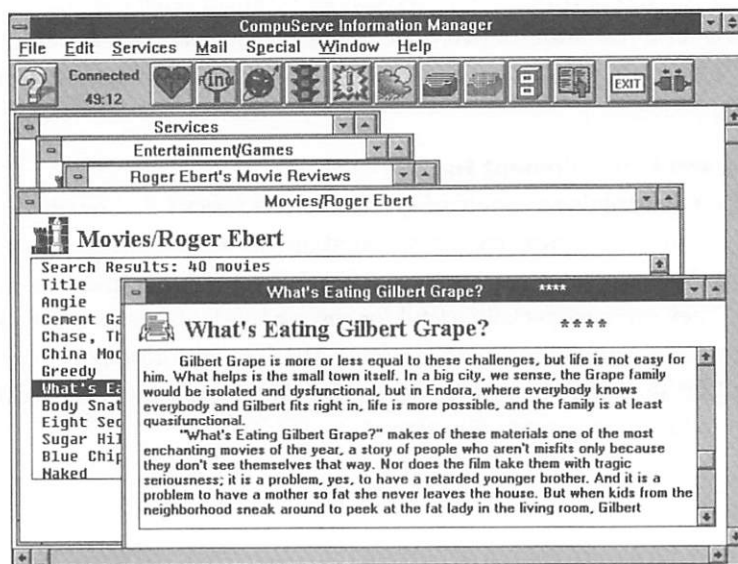 CompuServe Information Manager
File Edit Services Mail Special Window Help
Connected
49:12
Find
EXIT
Services
Entertainment/Games
Roger Ebert's Movie Reviews
Movies/Roger Ebert
Movies/Roger Ebert
Search Results: 40 movies
Title
Angie
Cement Ga
Chase, Th
China Moo
Greedy
What's Ea
Body Snat
Eight Sec
Sugar Hil
Blue Chip
Naked
What's Eating Gilbert Grape? ****
What's Eating Gilbert Grape? ****
Gilbert Grape is more or less equal to these challenges, but life is not easy for
him. What helps is the small town itself. In a big city, we sense, the Grape family
would be isolated and dysfunctional, but in Endora, where everybody knows
everybody and Gilbert fits right in, life is more possible, and the family is at least
quasifunctional.
"What's Eating Gilbert Grape?" makes of these materials one of the most
enchanting movies of the year, a story of people who aren't misfits only because
they don't see themselves that way. Nor does the film take them with tragic
seriousness; it is a problem, yes, to have a retarded younger brother. And it is a
problem to have a mother so fat she never leaves the house. But when kids from the
neighborhood sneak around to peek at the fat lady in the living room, Gilbert